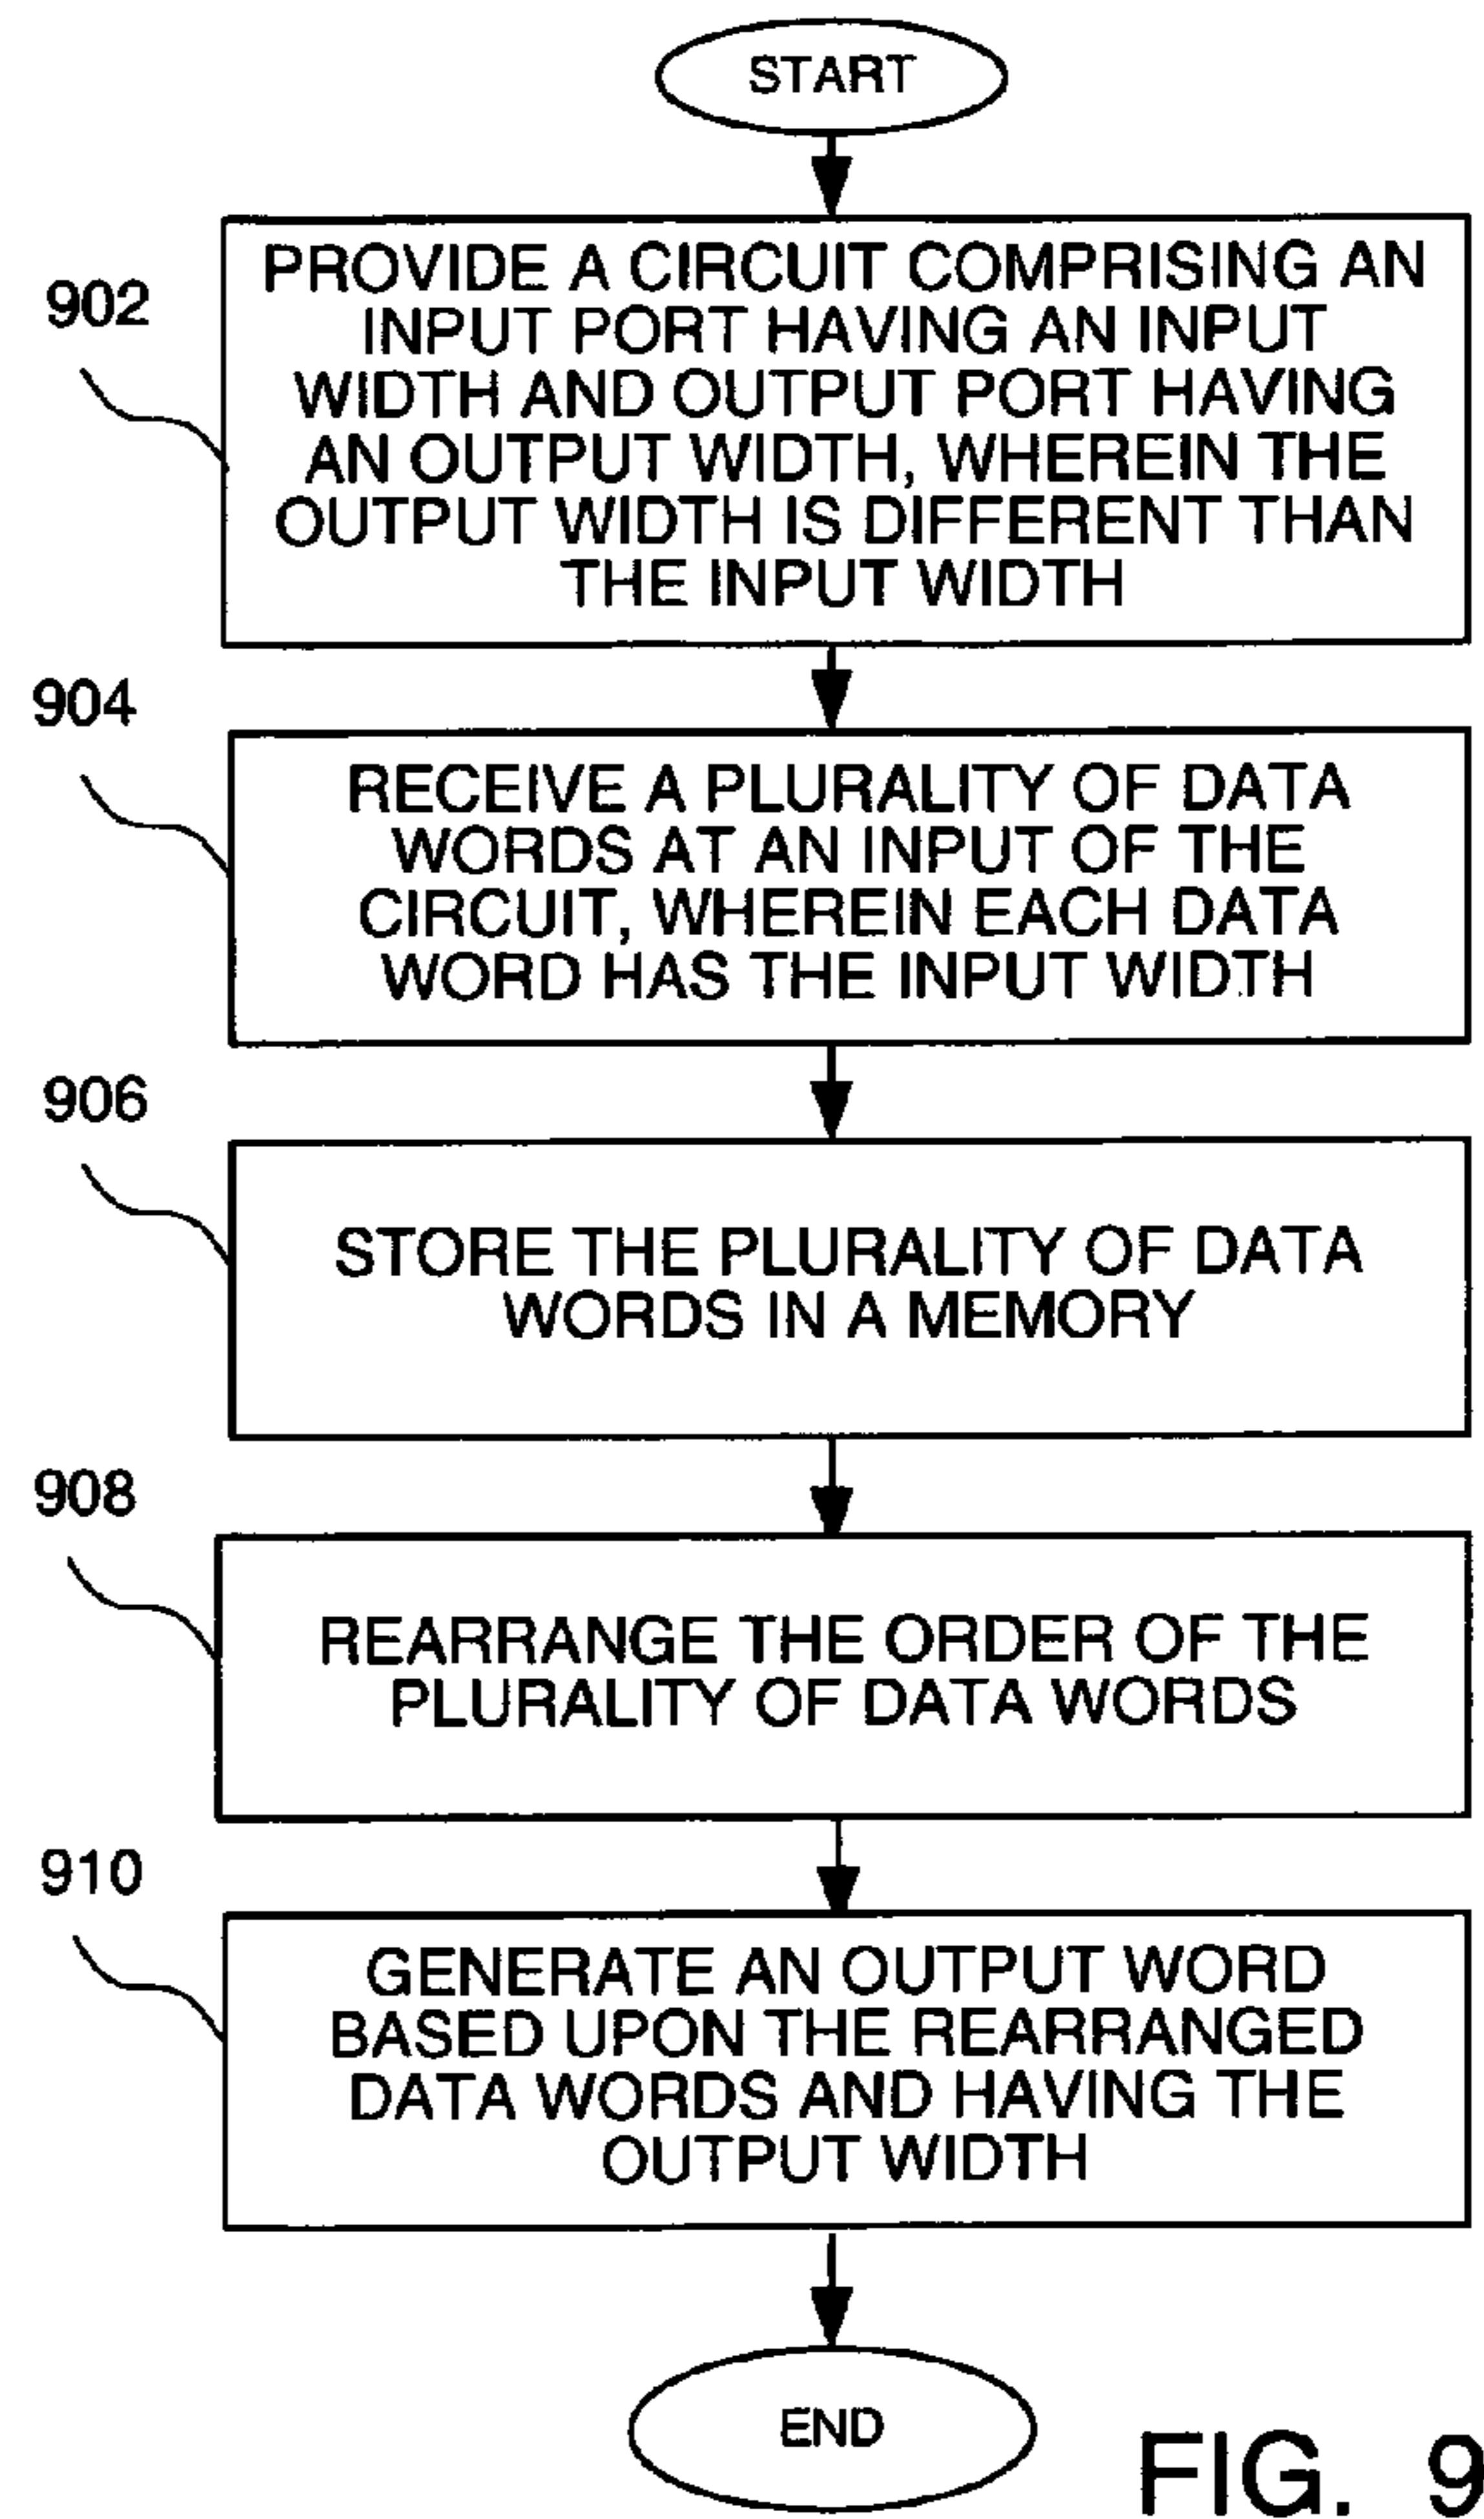 START
902
PROVIDE A CIRCUIT COMPRISING AN
INPUT PORT HAVING AN INPUT
WIDTH AND OUTPUT PORT HAVING
AN OUTPUT WIDTH, WHEREIN THE
OUTPUT WIDTH IS DIFFERENT THAN
THE INPUT WIDTH
904
RECEIVE A PLURALITY OF DATA
WORDS AT AN INPUT OF THE
CIRCUIT, WHEREIN EACH DATA
WORD HAS THE INPUT WIDTH
906
STORE THE PLURALITY OF DATA
WORDS IN A MEMORY
908
REARRANGE THE ORDER OF THE
PLURALITY OF DATA WORDS
910
GENERATE AN OUTPUT WORD
BASED UPON THE REARRANGED
DATA WORDS AND HAVING THE
OUTPUT WIDTH
END
FIG. 9